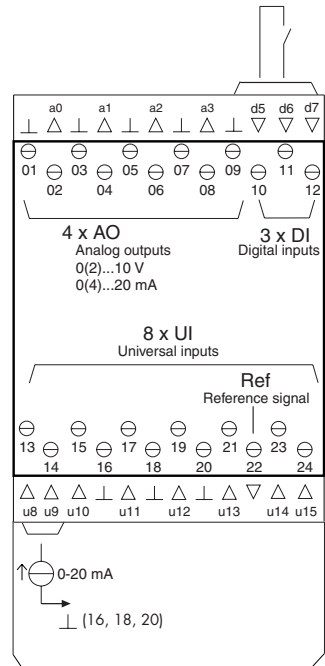 a0 a1 a2 a3 d5 d6 d7
01 03 05 07 09 11
02 04 06 08 10 12
4 x AO
Analog outputs
0(2)...10 V
0(4)...20 mA
3 x DI
Digital inputs
8 x UI
Universal inputs
Ref
Reference signal
13 15 17 19 21 23
14 16 18 20 22 24
u8 u9 u10 u11 u12 u13 u14 u15
0-20 mA
(16, 18, 20)